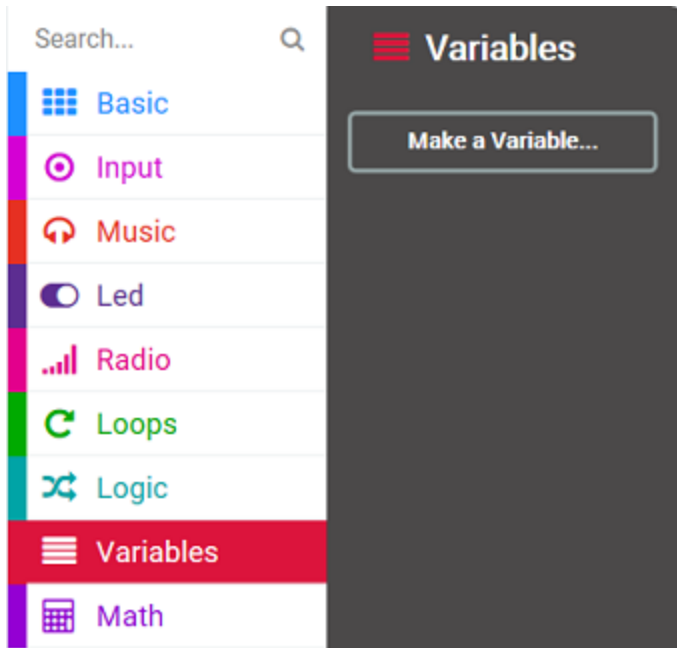 Search...
Basic
Input
Music
Led
Radio
Loops
Logic
Variables
Math
Variables
Make a Variable...